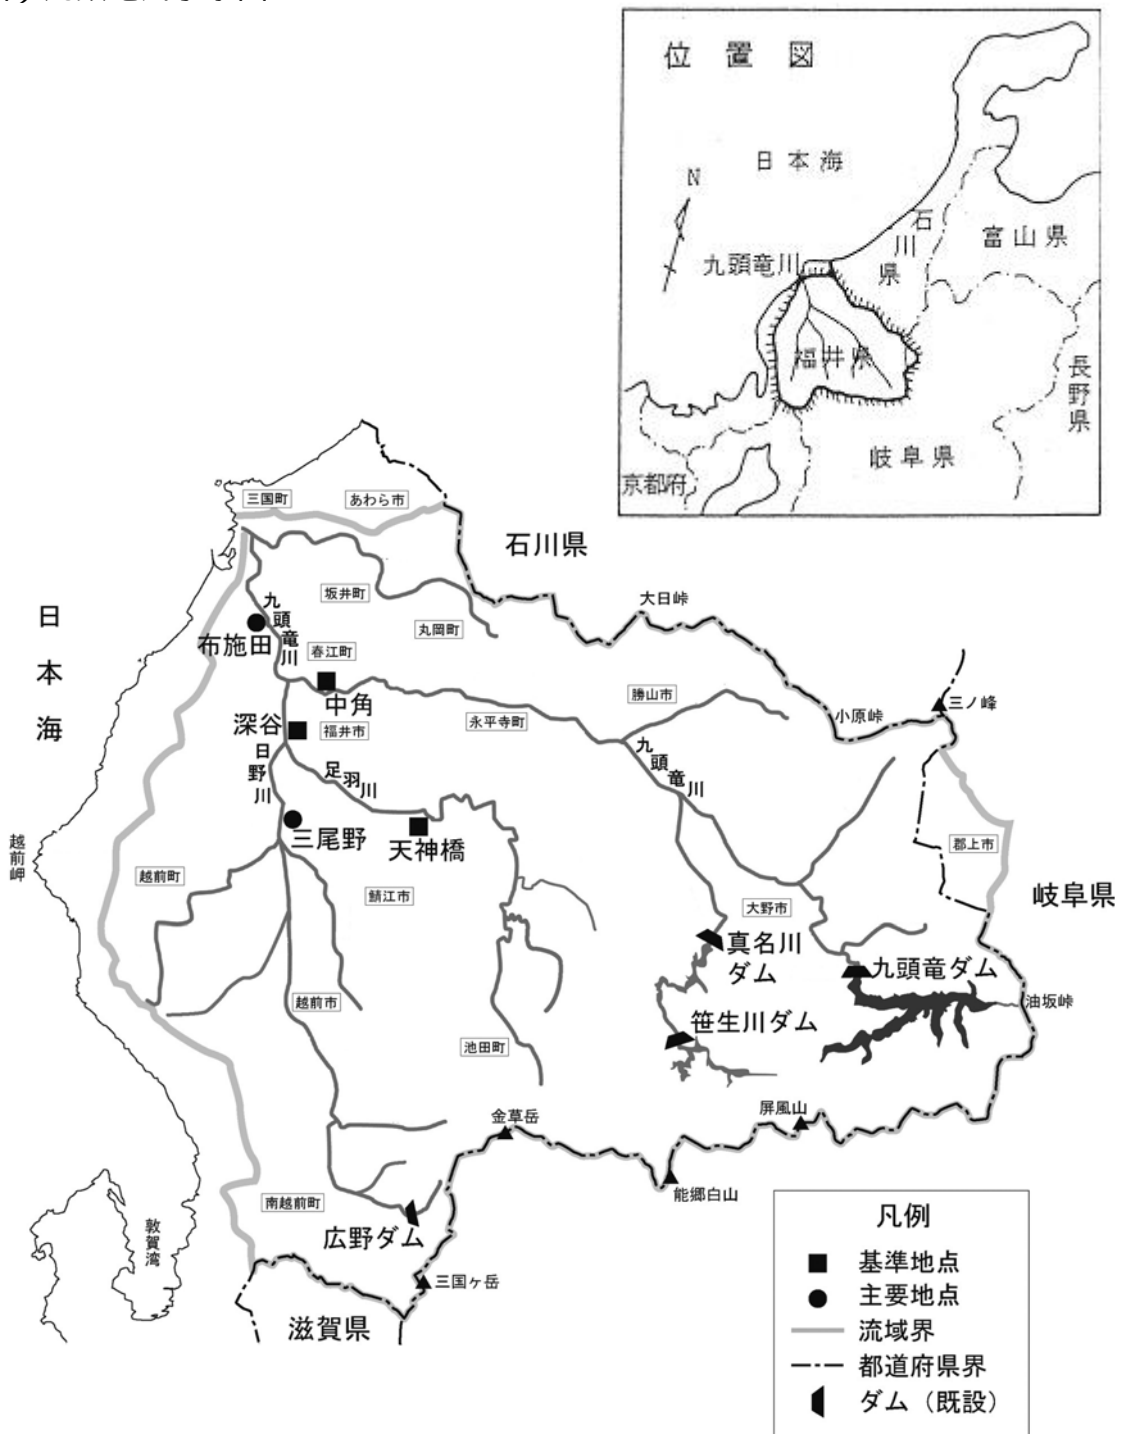 位置図
日本海
N
石川県
富山県
九頭竜川
福井県
長野県
岐阜県
京都府
三国町
あわら市
石川県
日本海
坂井町
大日峠
九頭竜川
丸岡町
布施田
春江町
勝山市
三ノ峰
中角
小原峠
永平寺町
深谷
福井市
九頭竜川
日野川
足羽川
三尾野
天神橋
越前岬
郡上市
越前町
鯖江市
岐阜県
大野市
真名川
ダム
九頭竜ダム
越前市
油坂峠
笹生川ダム
池田町
金草岳
屏風山
能郷白山
南越前町
広野ダム
敦賀湾
三国ヶ岳
滋賀県
凡例
基準地点
主要地点
流域界
都道府県界
ダム（既設）